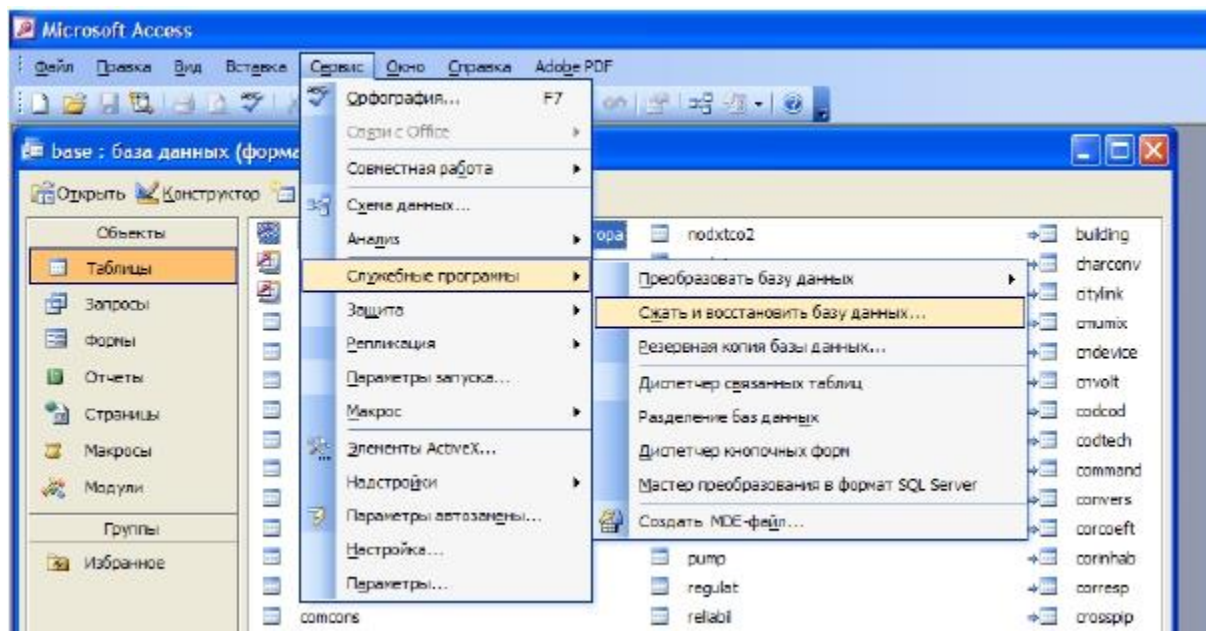 Microsoft Access
Файл Правка Вид Вставка Сервис Окно Справка Adobe PDF
base : база данных (форма
Открыть Конструктор
Объекты
Таблицы
Запросы
Формы
Отчеты
Страницы
Макросы
Модули
Группы
Избранное
Орфография... F7
Связи с Office
Совместная работа
Схема данных...
Анализ
Служебные программы
Защита
Репликация
Параметры запуска...
Макрос
Элементы ActiveX...
Надстройки
Параметры автозамены...
Настройка...
Параметры...
Преобразовать базу данных
Сжать и восстановить базу данных...
Резервная копия базы данных...
Диспетчер связанных таблиц
Разделение баз данных
Диспетчер кнопочных форм
Мастер преобразования в формат SQL Server
Создать MDE-файл...
comcons
тора
nodxtco2
pump
regulat
reliabil
building
charconv
citylink
cnumix
cndevice
cnvolt
codcod
codtech
command
convers
corcoeft
corinhab
corresp
crosspip